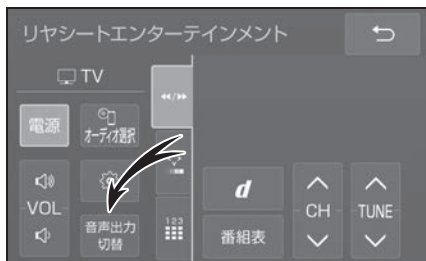 リヤシートエンターテインメント
TV
電源
オーディオ選択
VOL
音声出力
切替
123
d
番組表
CH
TUNE